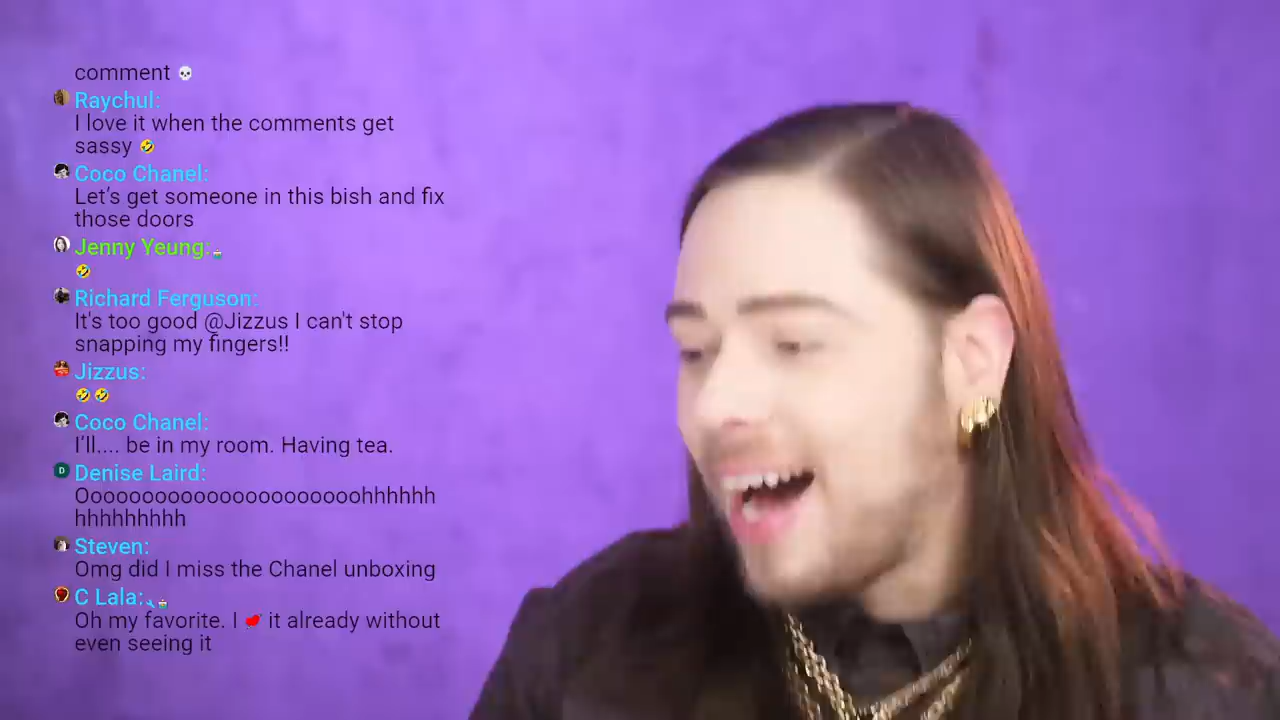 comment 💀
Raychul:
I love it when the comments get
sassy 🤣
Coco Chanel:
Let’s get someone in this bish and fix
those doors
Jenny Yeung:
🤣
Richard Ferguson:
It's too good @Jizzus I can't stop
snapping my fingers!!
Jizzus:
🤣🤣
Coco Chanel:
I’ll.... be in my room. Having tea.
D Denise Laird:
Oooooooooooooooooooooohhhhhh
hhhhhhhhh
Steven:
Omg did I miss the Chanel unboxing
C Lala:
Oh my favorite. I ❤️ it already without
even seeing it